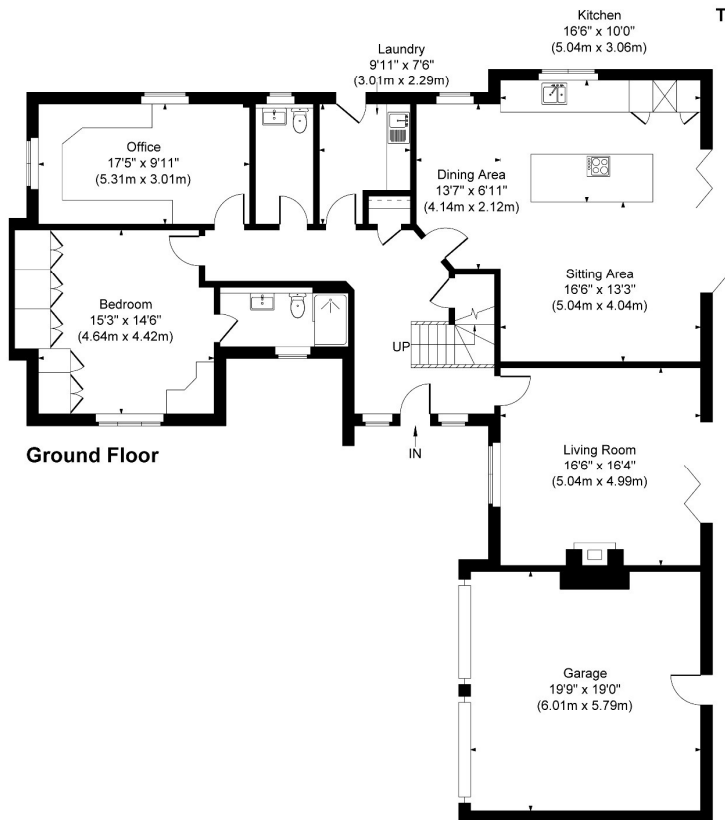 Kitchen
16'6" x 10'0"
(5.04m x 3.06m)
T
Laundry
9'11" x 7'6"
(3.01m x 2.29m)
Office
17'5" x 9'11"
(5.31m x 3.01m)
Dining Area
13'7" x 6'11"
(4.14m x 2.12m)
Sitting Area
16'6" x 13'3"
(5.04m x 4.04m)
Bedroom
15'3" x 14'6"
(4.64m x 4.42m)
UP
IN
Ground Floor
Living Room
16'6" x 16'4"
(5.04m x 4.99m)
Garage
19'9" x 19'0"
(6.01m x 5.79m)